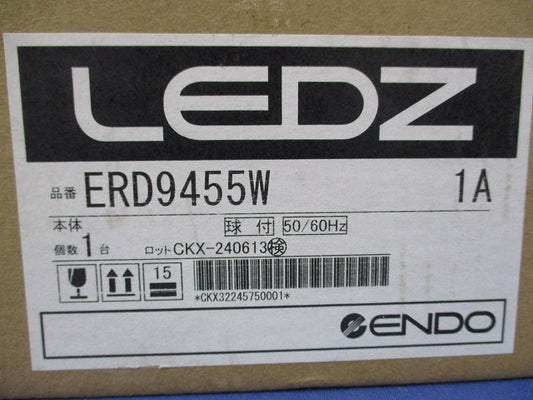 LEDZ
品番 ERD9455W 1A
本体 球付 50/60Hz
個数 1台 ロット CKX-240613 検
15
*CKX32245750001*
ENDO